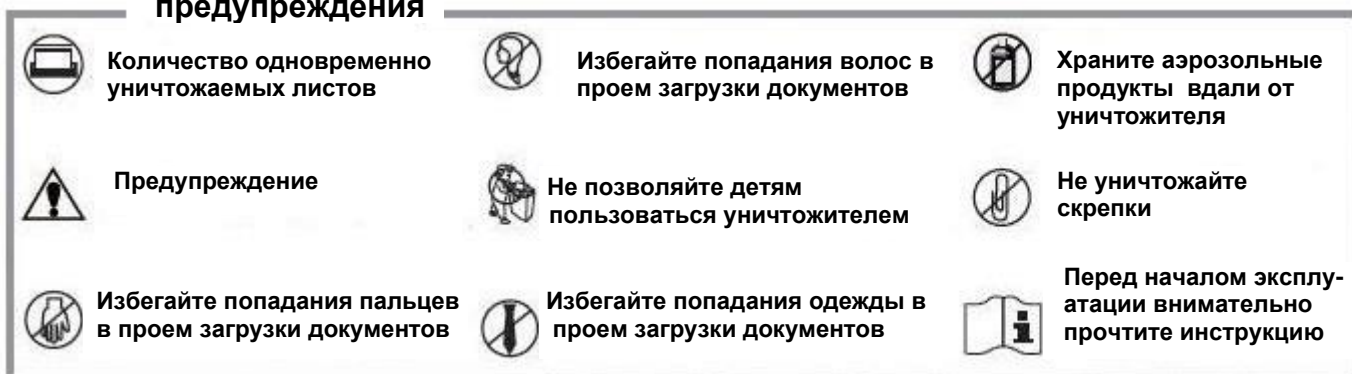 предупреждения
Количество одновременно
уничтожаемых листов
Избегайте попадания волос в
проем загрузки документов
Храните аэрозольные
продукты вдали от
уничтожителя
Предупреждение
Не позволяйте детям
пользоваться уничтожителем
Не уничтожайте
скрепки
Избегайте попадания пальцев
в проем загрузки документов
Избегайте попадания одежды в
проем загрузки документов
Перед началом эксплу-
атации внимательно
прочтите инструкцию